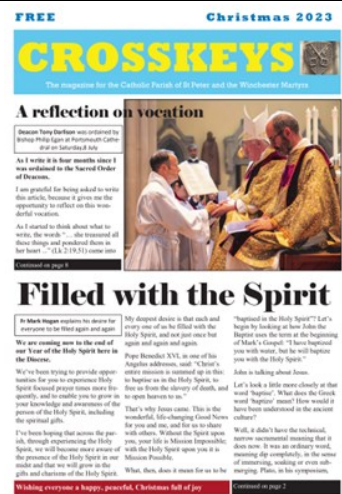 FREE
Christmas 2023
CROSSKEYS
The magazine for the Catholic Parish of St Peter and the Winchester Martyrs
A reflection on vocation
Deacon Tony Darlison was ordained by
Bishop Philip Egan at Portsmouth Cathe-
dral on Saturday,8 July
As I write it is four months since I
was ordained to the Sacred Order
of Deacons.
I am grateful for being asked to write
this article, because it gives me the
opportunity to reflect on this won-
derful vocation.
As I started to think about what to
write, the words "… she treasured all
these things and pondered them in
her heart ..." (Lk 2:19;51) came into
Continued on page 8
Filled with the Spirit
Fr Mark Hogan explains his desire for
everyone to be filled again and again
We are coming now to the end of
our Year of the Holy Spirit here in
the Diocese.
We've been trying to provide oppor-
tunities for you to experience Holy
Spirit focused prayer times more fre-
quently, and to enable you to grow in
your knowledge and awareness of the
person of the Holy Spirit, including
the spiritual gifts.
I've been hoping that across the par-
ish, through experiencing the Holy
Spirit, we will become more aware of
the presence of the Holy Spirit in our
midst and that we will grow in the
gifts and charisms of the Holy Spirit.
My deepest desire is that each and
every one of us be filled with the
Holy Spirit, and not just once but
again and again and again.
Pope Benedict XVI, in one of his
Angelus addresses, said: "Christ's
entire mission is summed up in this:
to baptise us in the Holy Spirit, to
free us from the slavery of death, and
to open heaven to us."
That's why Jesus came. This is the
wonderful, life-changing Good News
for you and me, and for us to share
with others. Without the Spirit upon
you, your life is Mission Impossible;
with the Holy Spirit upon you it is
Mission Possible.
What, then, does it mean for us to be
"baptised in the Holy Spirit"? Let's
begin by looking at how John the
Baptist uses the term at the beginning
of Mark's Gospel: "I have baptized
you with water, but he will baptize
you with the Holy Spirit."
John is talking about Jesus.
Let's look a little more closely at that
word 'baptise'. What does the Greek
word 'baptize' mean? How would it
have been understood in the ancient
culture?
Well, it didn't have the technical,
narrow sacramental meaning that it
does now. It was an ordinary word,
meaning dip completely, in the sense
of immersing, soaking or even sub-
merging. Plato, in his symposium,
Wishing everyone a happy, peaceful, Christmas full of joy
Continued on page 2